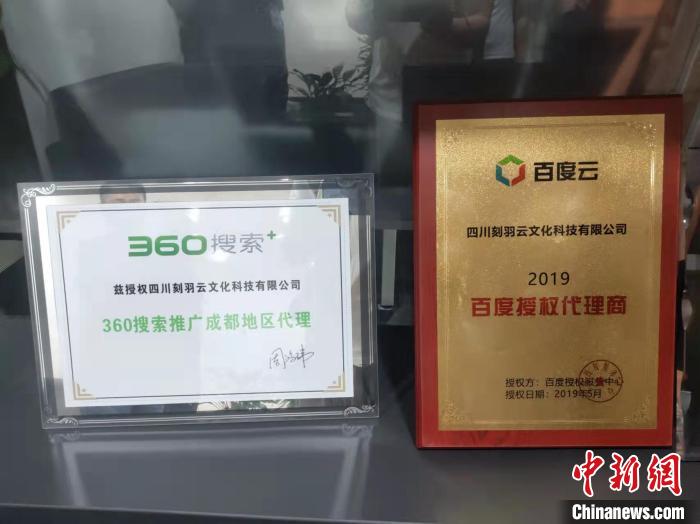 360搜索+
兹授权四川刻羽云文化科技有限公司
360搜索推广成都地区代理
百度云
四川刻羽云文化科技有限公司
2019
百度授权代理商
授权方：百度授权服务中心
授权日期：2019年5月
中新网
Chinanews.com